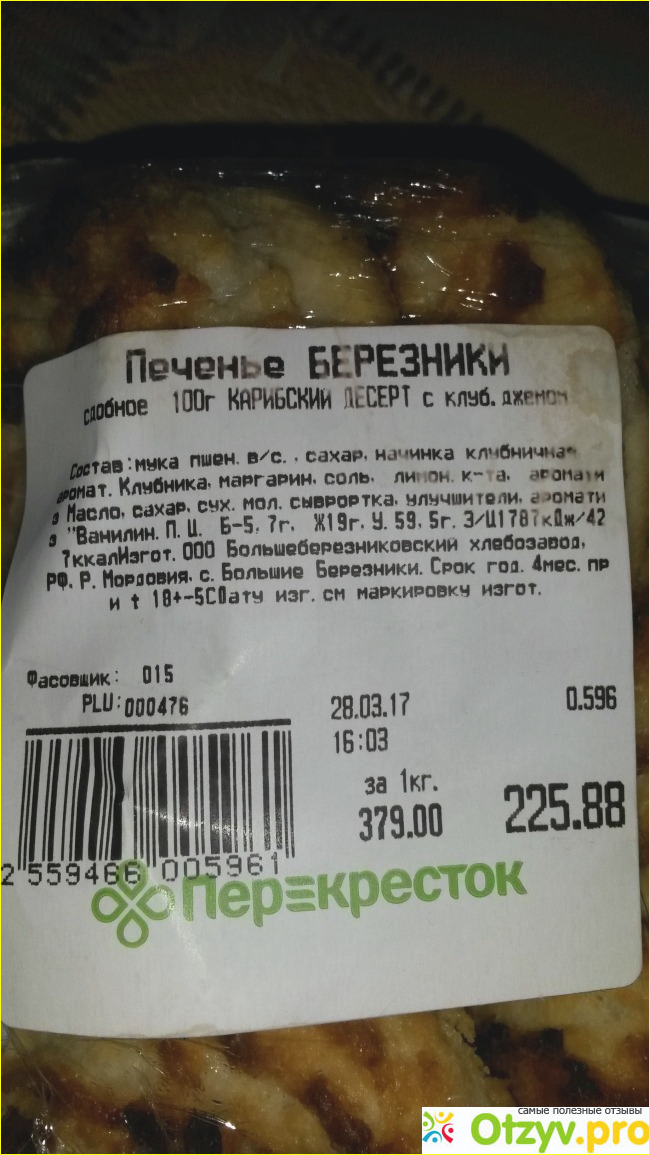 Печенье БЕРЕЗНИКИ
сдобное 100г КАРИБСКИЙ ДЕСЕРТ с клуб. джемом
Состав:мука пшен. в/с. , сахар, начинка клубничная
аромат. Клубника, маргарин, соль, лимон. к-та, аромати
з Масло, сахар, сух. мол. сыврортка, улучшители, аромати
з "Ванилин. П. Ц. Б-5, 7г. Ж19г. У. 59, 5г. Э/Ц1787кДж/42
7ккалИзгот. ООО Большеберезниковский хлебозавод,
РФ, Р. Мордовия, с. Большие Березники. Срок год. 4мес. пр
и t 18+-5СДату изг. см маркировку изгот.
Фасовщик: 015
PLU:000476
28.03.17
0.596
16:03
за 1кг.
379.00
225.88
2 559466 005961
Перекресток
самые полезные отзывы
Otzyv.pro